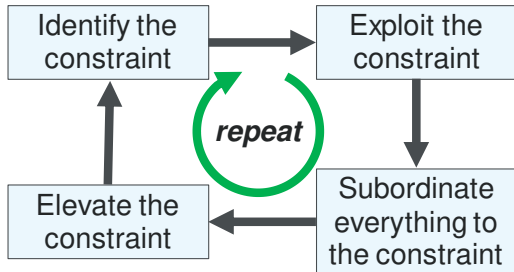 Identify the
constraint
Exploit the
constraint
repeat
Elevate the
constraint
Subordinate
everything to
the constraint